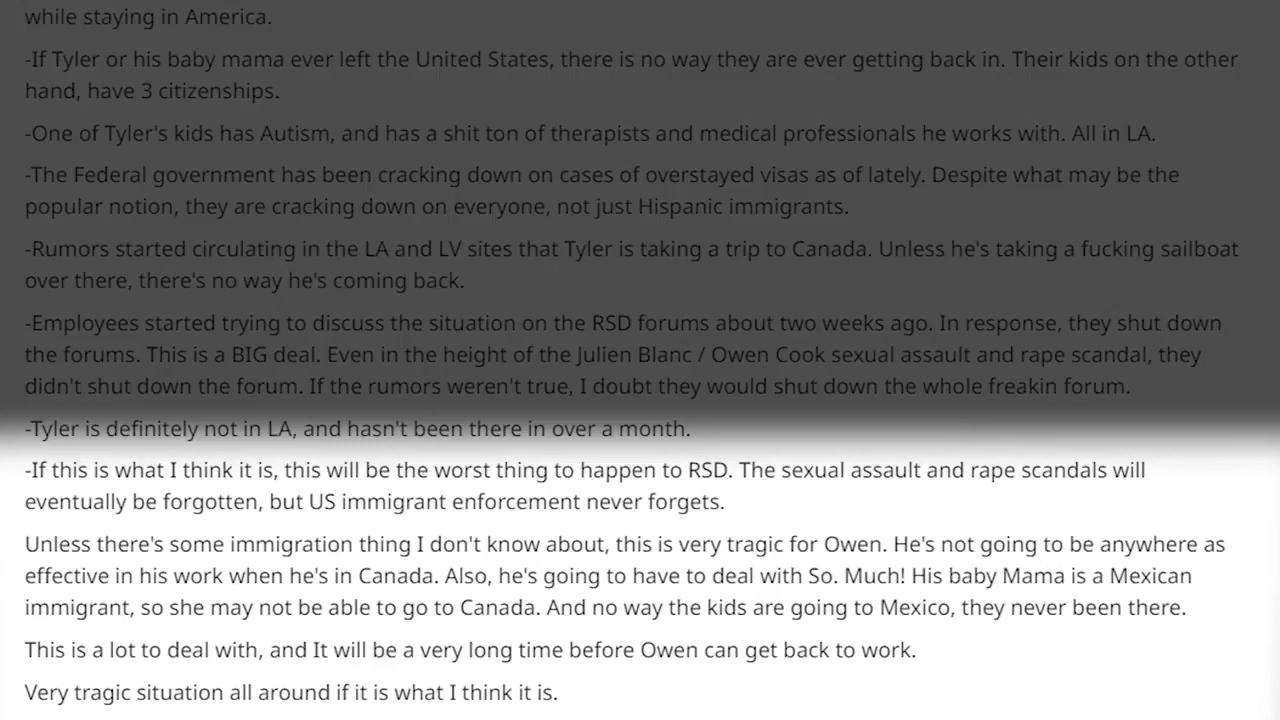 while staying in America.
-If Tyler or his baby mama ever left the United States, there is no way they are ever getting back in. Their kids on the other
hand, have 3 citizenships.
-One of Tyler's kids has Autism, and has a shit ton of therapists and medical professionals he works with. All in LA.
-The Federal government has been cracking down on cases of overstayed visas as of lately. Despite what may be the
popular notion, they are cracking down on everyone, not just Hispanic immigrants.
-Rumors started circulating in the LA and LV sites that Tyler is taking a trip to Canada. Unless he's taking a fucking sailboat
over there, there's no way he's coming back.
-Employees started trying to discuss the situation on the RSD forums about two weeks ago. In response, they shut down
the forums. This is a BIG deal. Even in the height of the Julien Blanc / Owen Cook sexual assault and rape scandal, they
didn't shut down the forum. If the rumors weren't true, I doubt they would shut down the whole freakin forum.
-Tyler is definitely not in LA, and hasn't been there in over a month.
-If this is what I think it is, this will be the worst thing to happen to RSD. The sexual assault and rape scandals will
eventually be forgotten, but US immigrant enforcement never forgets.
Unless there's some immigration thing I don't know about, this is very tragic for Owen. He's not going to be anywhere as
effective in his work when he's in Canada. Also, he's going to have to deal with So. Much! His baby Mama is a Mexican
immigrant, so she may not be able to go to Canada. And no way the kids are going to Mexico, they never been there.
This is a lot to deal with, and It will be a very long time before Owen can get back to work.
Very tragic situation all around if it is what I think it is.